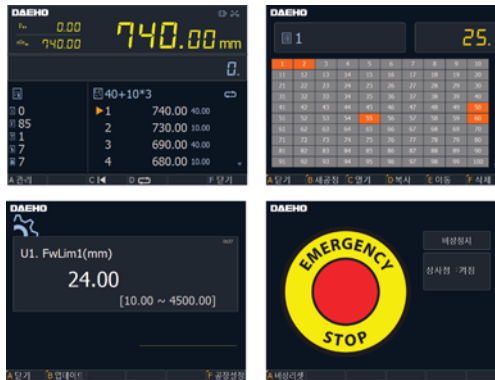 DAEHO
0.00
740.00
740.00 mm
0.
40+10*3
0
85
1
7
7
1 740.00 40.00
2 730.00 10.00
3 690.00 40.00
4 680.00 10.00
A 관리 C D F 닫기
DAEHO
1
25.
1 2 3 4 5 6 7 8 9 10
11 12 13 14 15 16 17 18 19 20
21 22 23 24 25 26 27 28 29 30
31 32 33 34 35 36 37 38 39 40
41 42 43 44 45 46 47 48 49 50
51 52 53 54 55 56 57 58 59 60
61 62 63 64 65 66 67 68 69 70
71 72 73 74 75 76 77 78 79 80
81 82 83 84 85 86 87 88 89 90
91 92 93 94 95 96 97 98 99 100
A 닫기 B 새공정 C 열기 D 복사 E 이동 F 삭제
DAEHO
U1. FwLim1(mm)
24.00
[10.00 ~ 4500.00]
A 닫기 B 업데이트 F 공장설정
DAEHO
EMERGENCY
STOP
비상정지
상사점 :켜짐
A 비상리셋